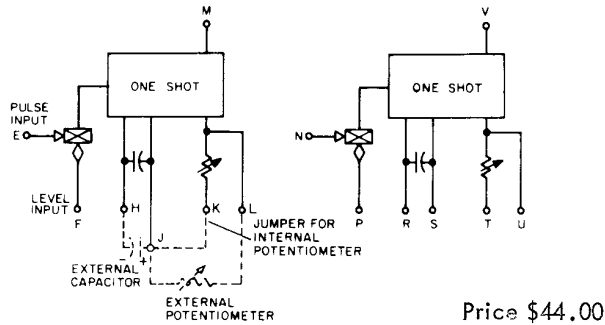 M
V
ONE SHOT
ONE SHOT
PULSE
INPUT
E
N
LEVEL
INPUT
F
H
J
K
L
P
R
S
T
U
JUMPER FOR
INTERNAL
POTENTIOMETER
- +
EXTERNAL
CAPACITOR
EXTERNAL
POTENTIOMETER
Price $44.00